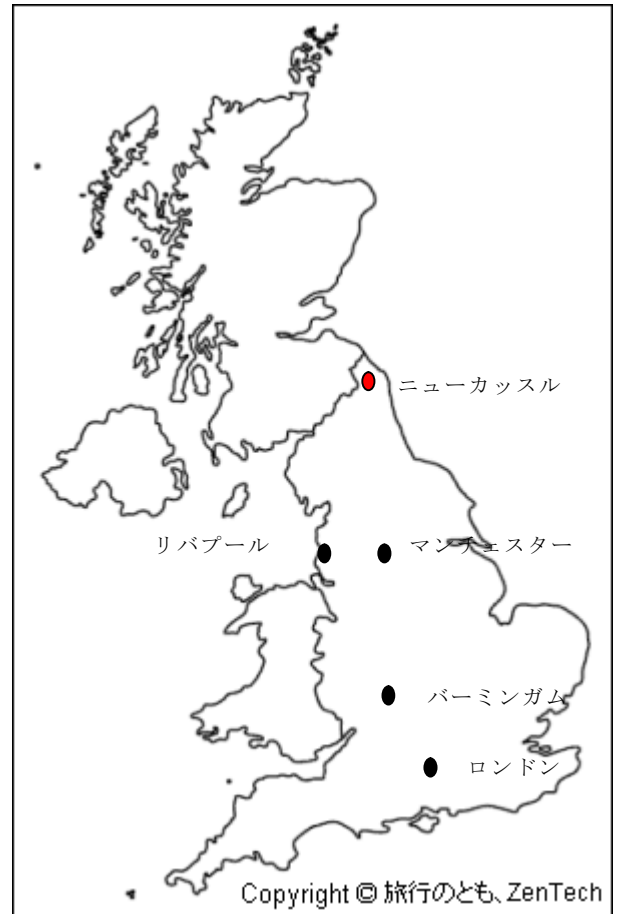 ニューカッスル
リバプール
マンチェスター
バーミンガム
ロンドン
Copyright © 旅行のとも、ZenTech